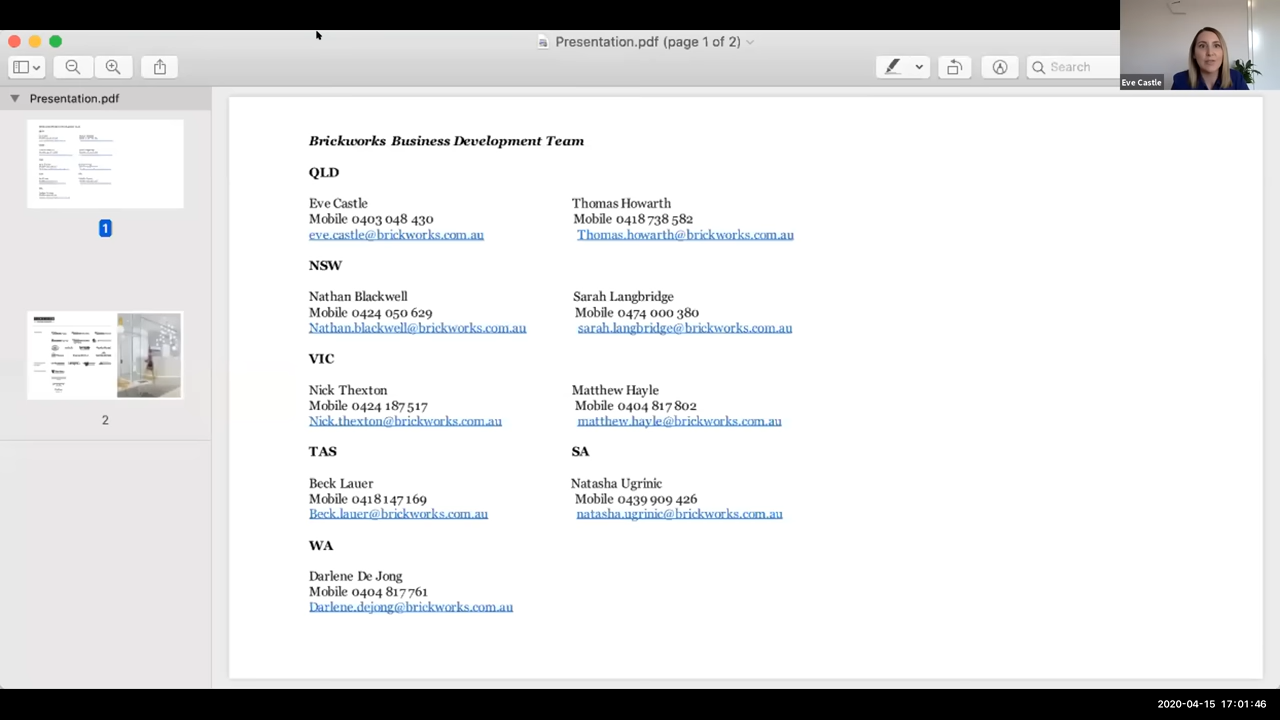 Presentation.pdf (page 1 of 2)
Search
Eve Castle
Presentation.pdf
1
2
Brickworks Business Development Team
QLD
Eve Castle Thomas Howarth
Mobile 0403 048 430 Mobile 0418 738 582
eve.castle@brickworks.com.au Thomas.howarth@brickworks.com.au
NSW
Nathan Blackwell Sarah Langbridge
Mobile 0424 050 629 Mobile 0474 000 380
Nathan.blackwell@brickworks.com.au sarah.langbridge@brickworks.com.au
VIC
Nick Thexton Matthew Hayle
Mobile 0424 187 517 Mobile 0404 817 802
Nick.thexton@brickworks.com.au matthew.hayle@brickworks.com.au
TAS SA
Beck Lauer Natasha Ugrinic
Mobile 0418 147 169 Mobile 0439 909 426
Beck.lauer@brickworks.com.au natasha.ugrinic@brickworks.com.au
WA
Darlene De Jong
Mobile 0404 817 761
Darlene.dejong@brickworks.com.au
2020-04-15 17:01:46